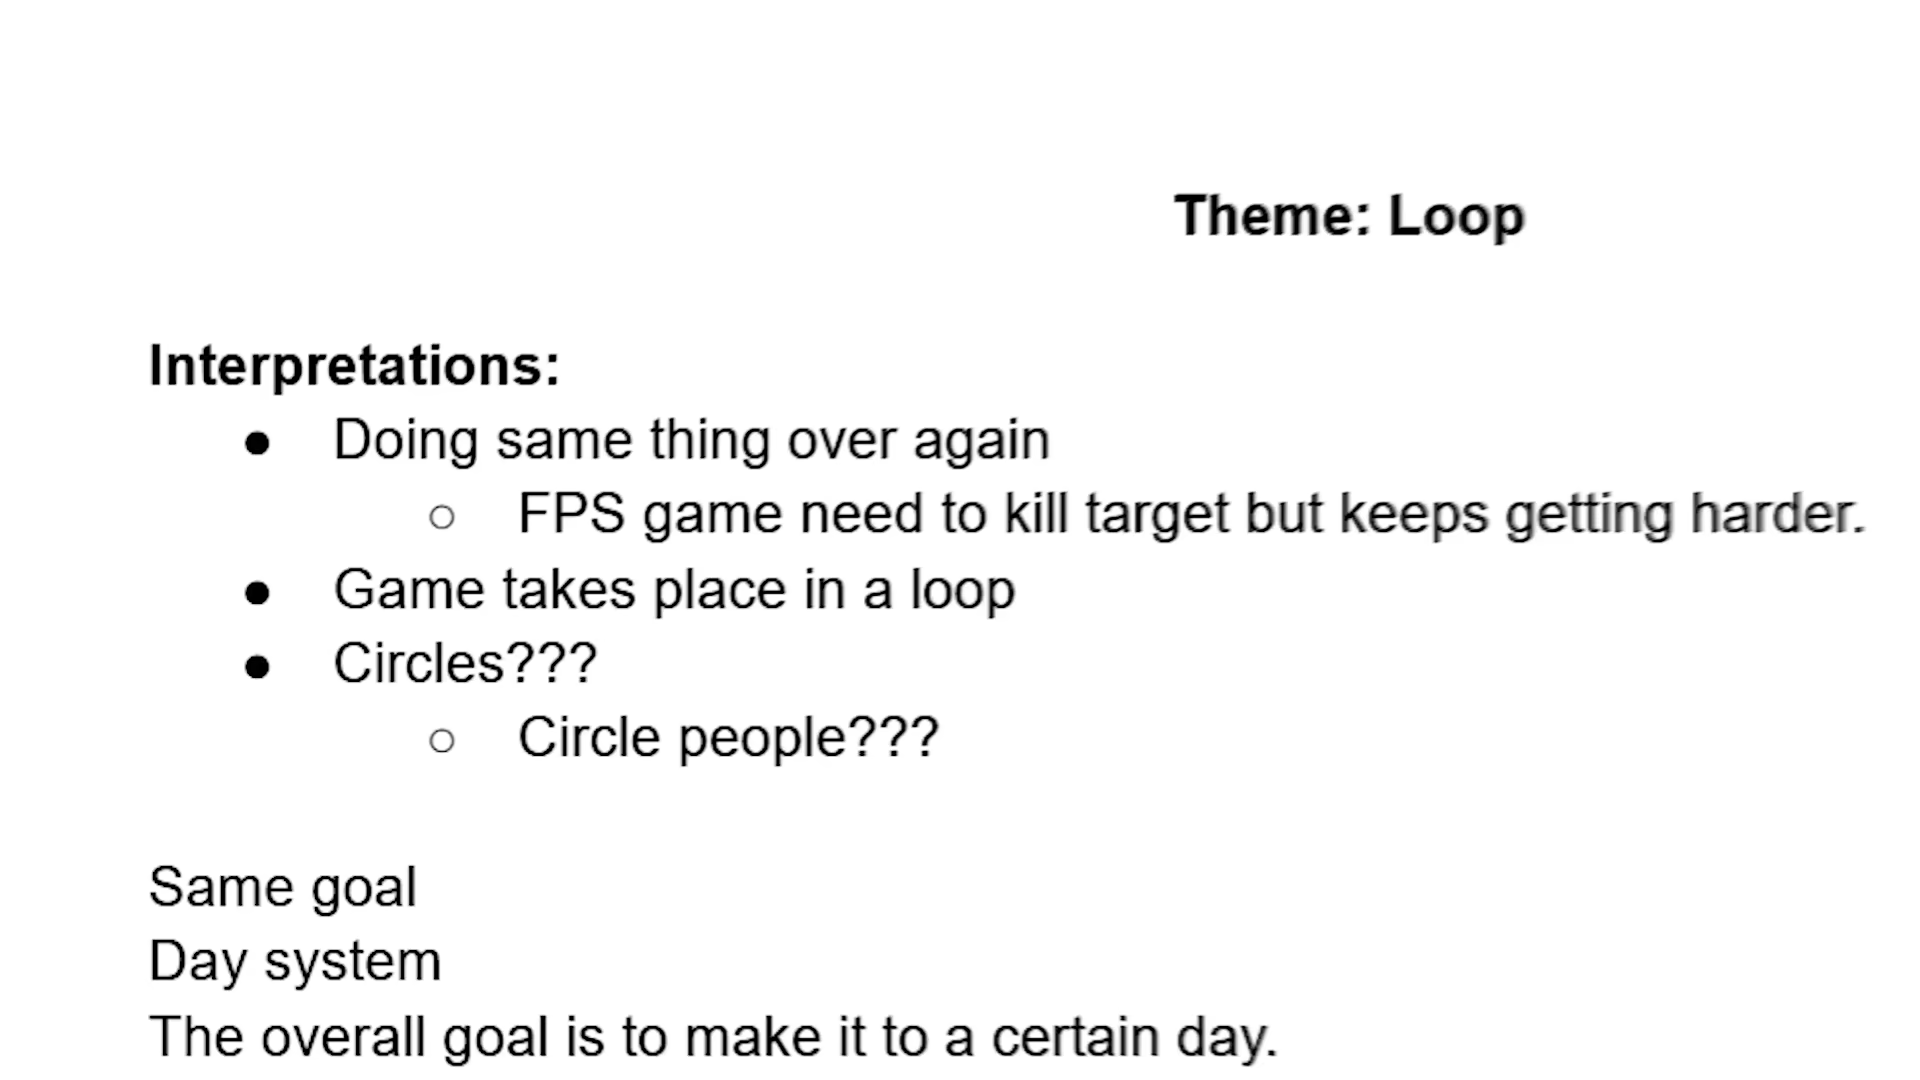 Theme: Loop
Interpretations:
● Doing same thing over again
○ FPS game need to kill target but keeps getting harder.
● Game takes place in a loop
● Circles???
○ Circle people???
Same goal
Day system
The overall goal is to make it to a certain day.